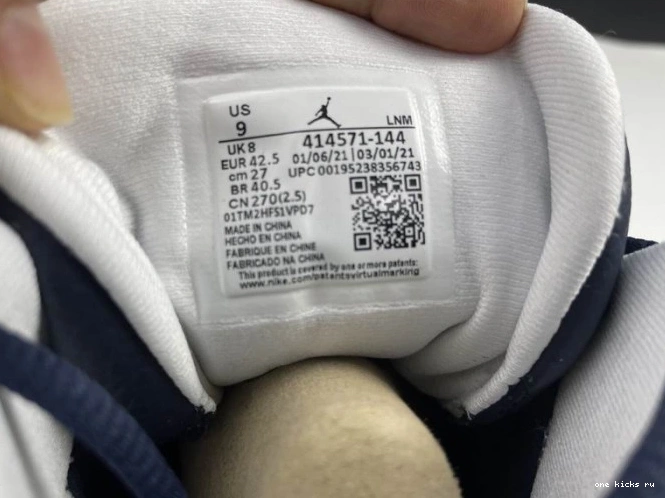 US
9
LNM
UK 8
414571-144
EUR 42.5
01/06/21 | 03/01/21
cm 27
UPC 00195238356743
BR 40.5
CN 270(2.5)
01TM2HFS1VPD7
MADE IN CHINA
HECHO EN CHINA
FABRIQUE EN CHINE
FABRICADO NA CHINA
This product is covered by one or more patents:
www.nike.com/patentsvirtualmarking
one kicks ru